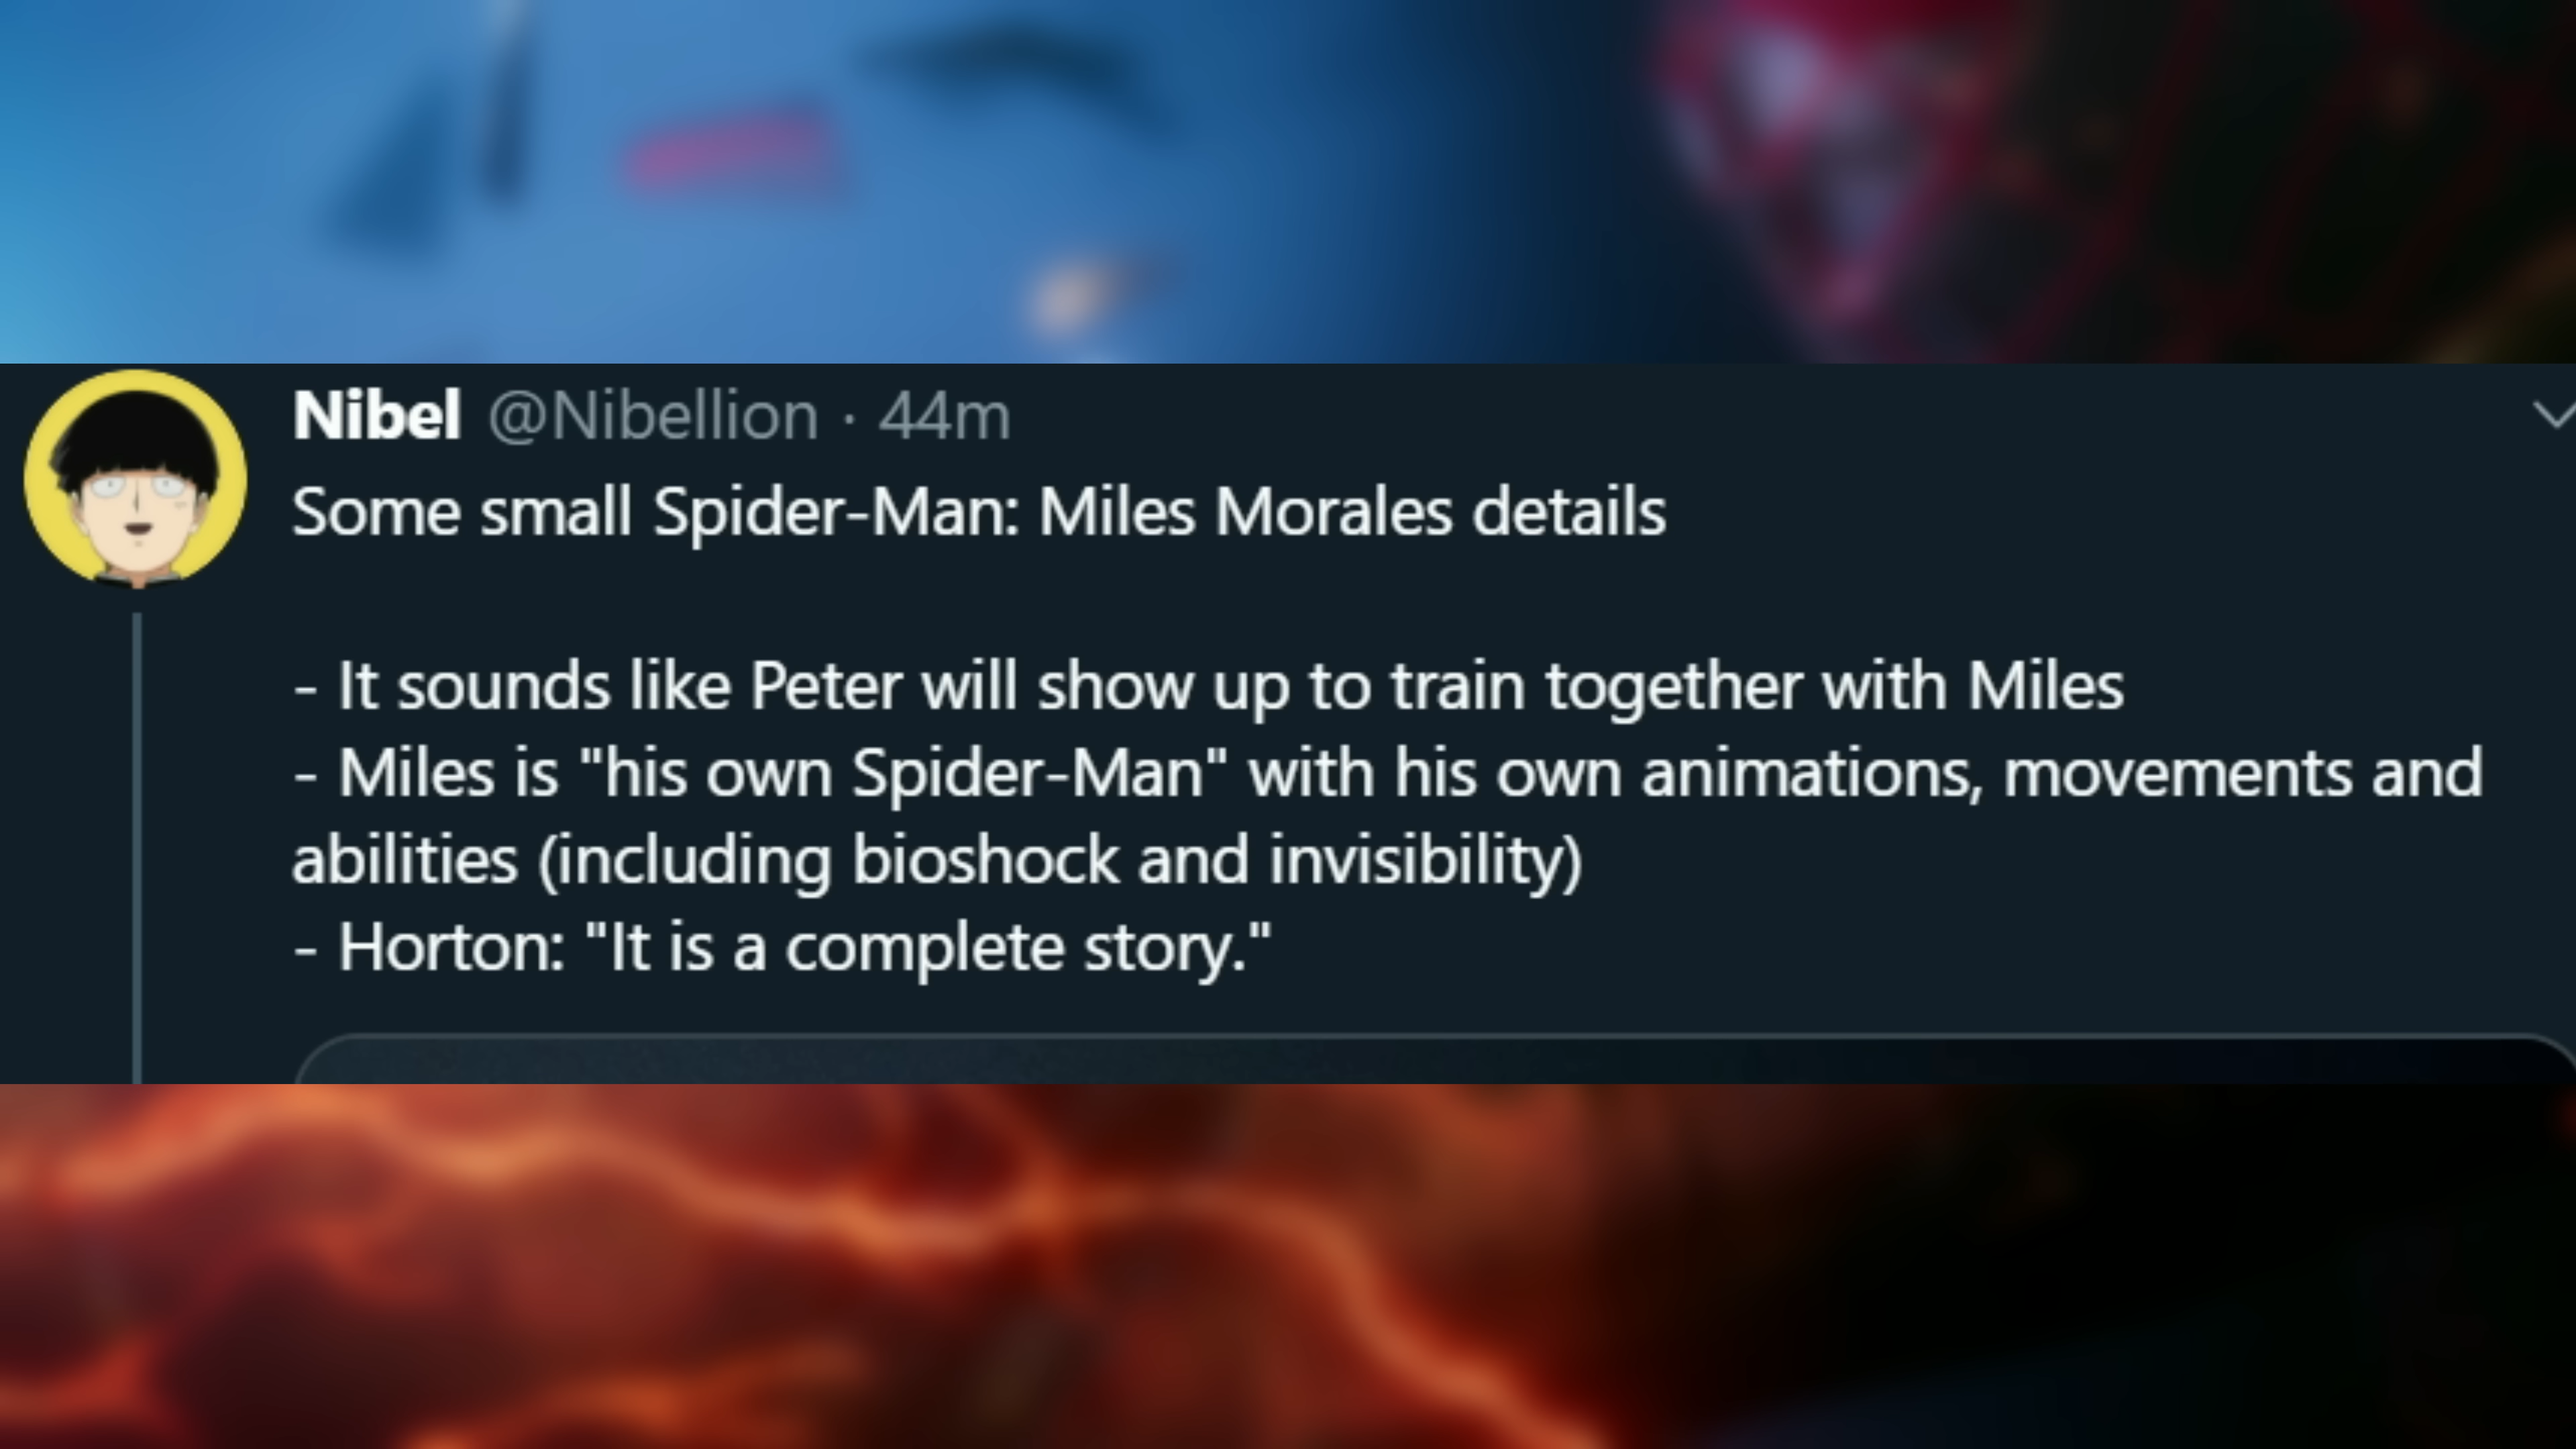 Nibel @Nibellion · 44m
Some small Spider-Man: Miles Morales details
- It sounds like Peter will show up to train together with Miles
- Miles is "his own Spider-Man" with his own animations, movements and
abilities (including bioshock and invisibility)
- Horton: "It is a complete story."